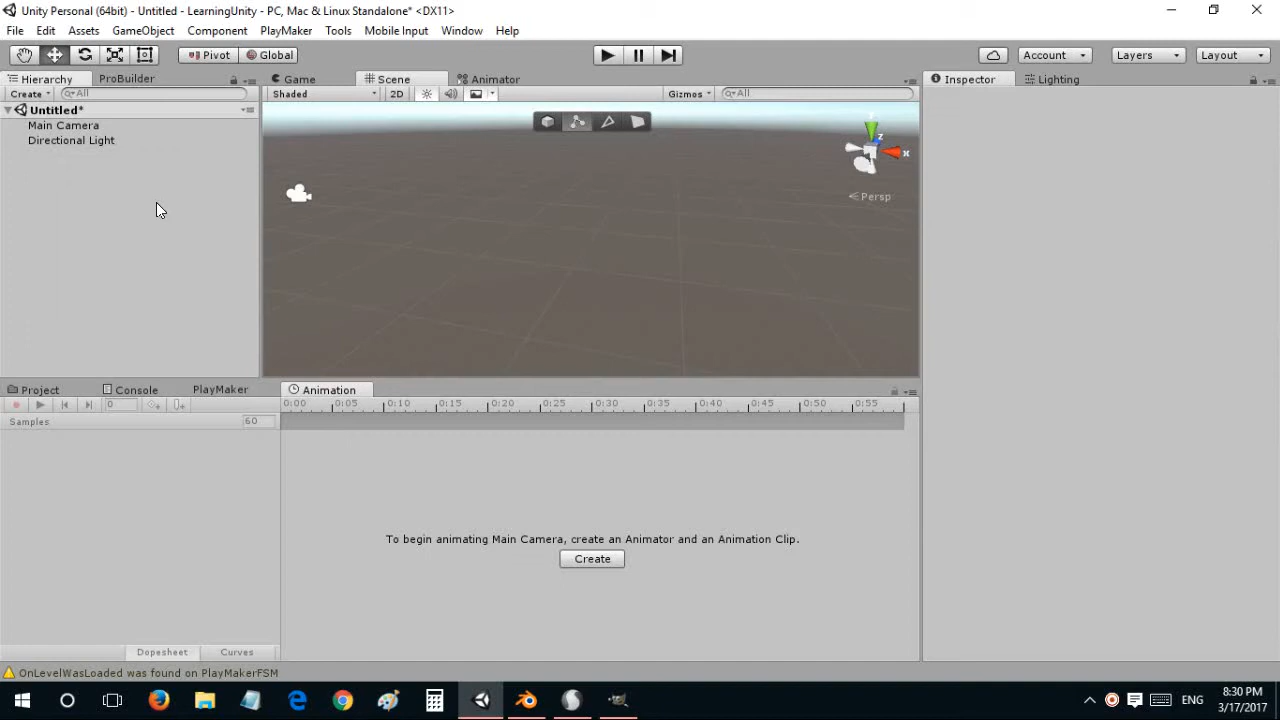 Unity Personal (64bit) - Untitled - LearningUnity - PC, Mac & Linux Standalone* <DX11>
File Edit Assets GameObject Component PlayMaker Tools Mobile Input Window Help
Pivot Global Account Layers Layout
Hierarchy ProBuilder Game Scene Animator Inspector Lighting
Create All Shaded 2D Gizmos All
Untitled*
Main Camera
Directional Light
y
z
x
Persp
Project Console PlayMaker Animation
0 0:00 0:05 0:10 0:15 0:20 0:25 0:30 0:35 0:40 0:45 0:50 0:55
Samples 60
To begin animating Main Camera, create an Animator and an Animation Clip.
Create
Dopesheet Curves
OnLevelWasLoaded was found on PlayMakerFSM
ENG 8:30 PM
3/17/2017